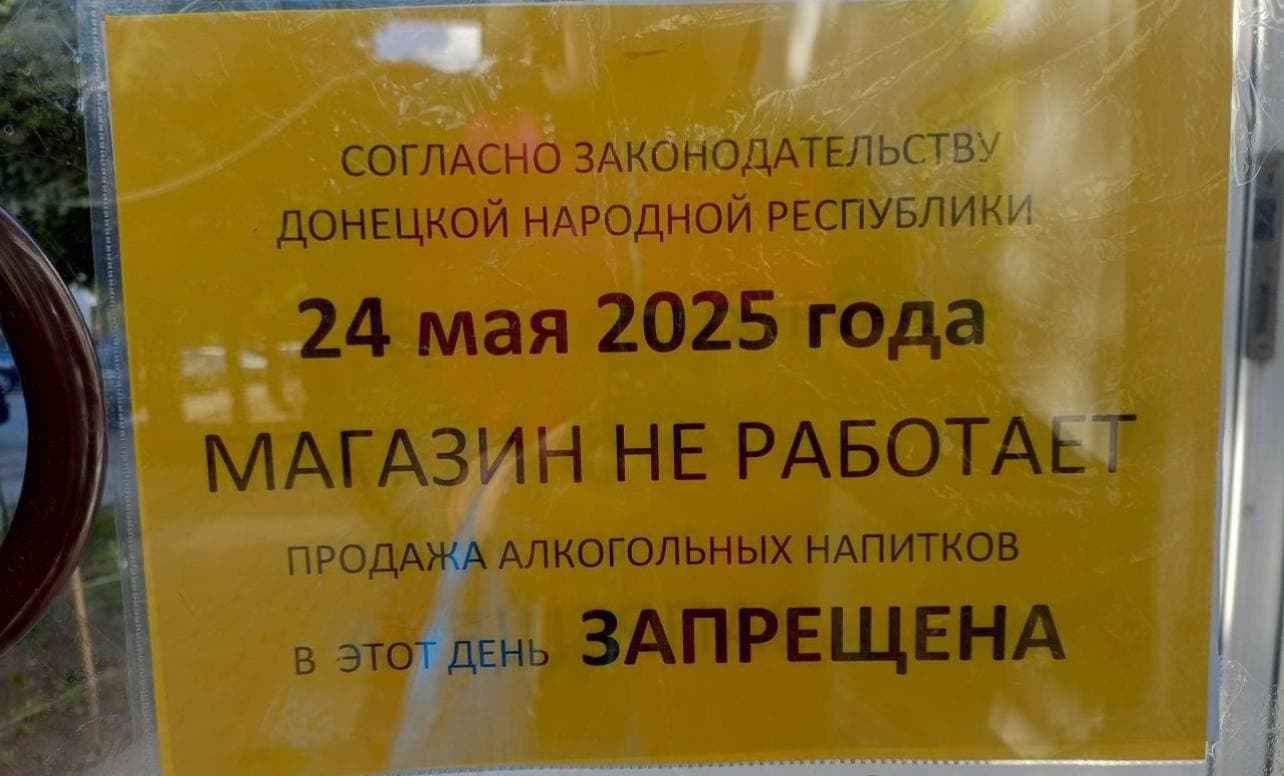 СОГЛАСНО ЗАКОНОДАТЕЛЬСТВУ
ДОНЕЦКОЙ НАРОДНОЙ РЕСПУБЛИКИ
24 мая 2025 года
МАГАЗИН НЕ РАБОТАЕТ
ПРОДАЖА АЛКОГОЛЬНЫХ НАПИТКОВ
В ЭТОТ ДЕНЬ ЗАПРЕЩЕНА